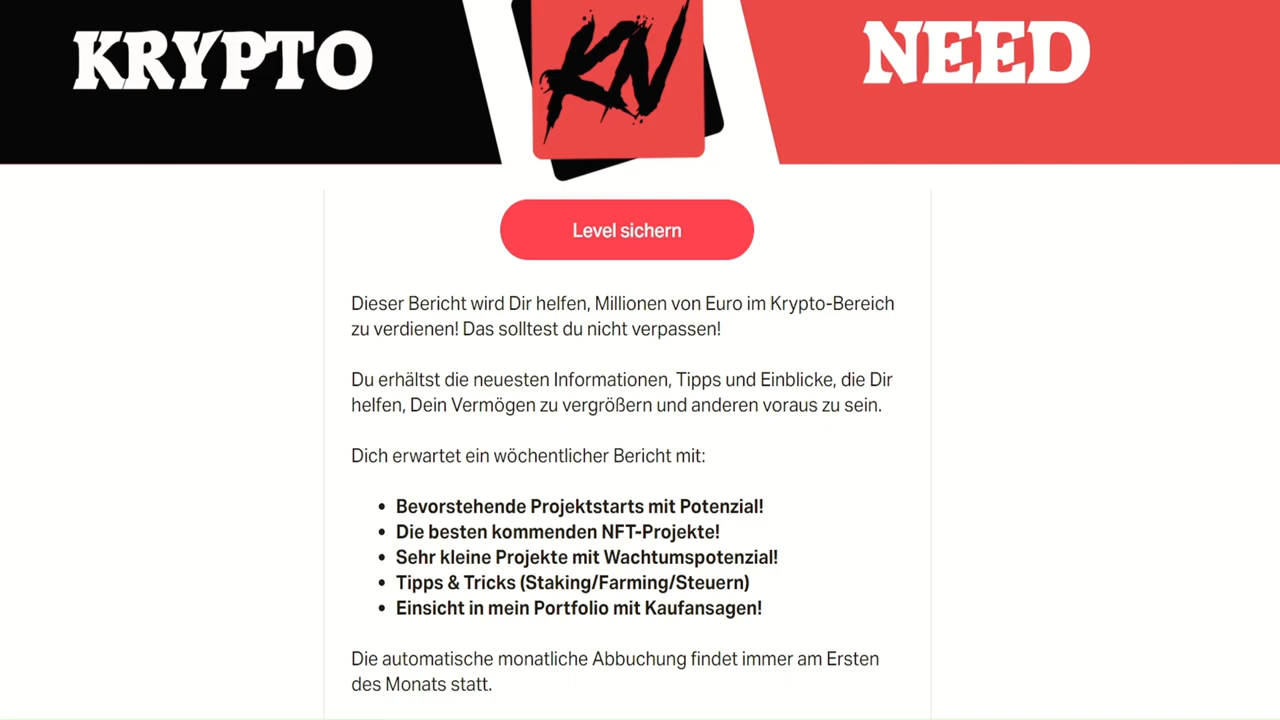 KRYPTO
KN
NEED
Level sichern
Dieser Bericht wird Dir helfen, Millionen von Euro im Krypto-Bereich
zu verdienen! Das solltest du nicht verpassen!
Du erhältst die neuesten Informationen, Tipps und Einblicke, die Dir
helfen, Dein Vermögen zu vergrößern und anderen voraus zu sein.
Dich erwartet ein wöchentlicher Bericht mit:
• Bevorstehende Projektstarts mit Potenzial!
• Die besten kommenden NFT-Projekte!
• Sehr kleine Projekte mit Wachtumspotenzial!
• Tipps & Tricks (Staking/Farming/Steuern)
• Einsicht in mein Portfolio mit Kaufansagen!
Die automatische monatliche Abbuchung findet immer am Ersten
des Monats statt.